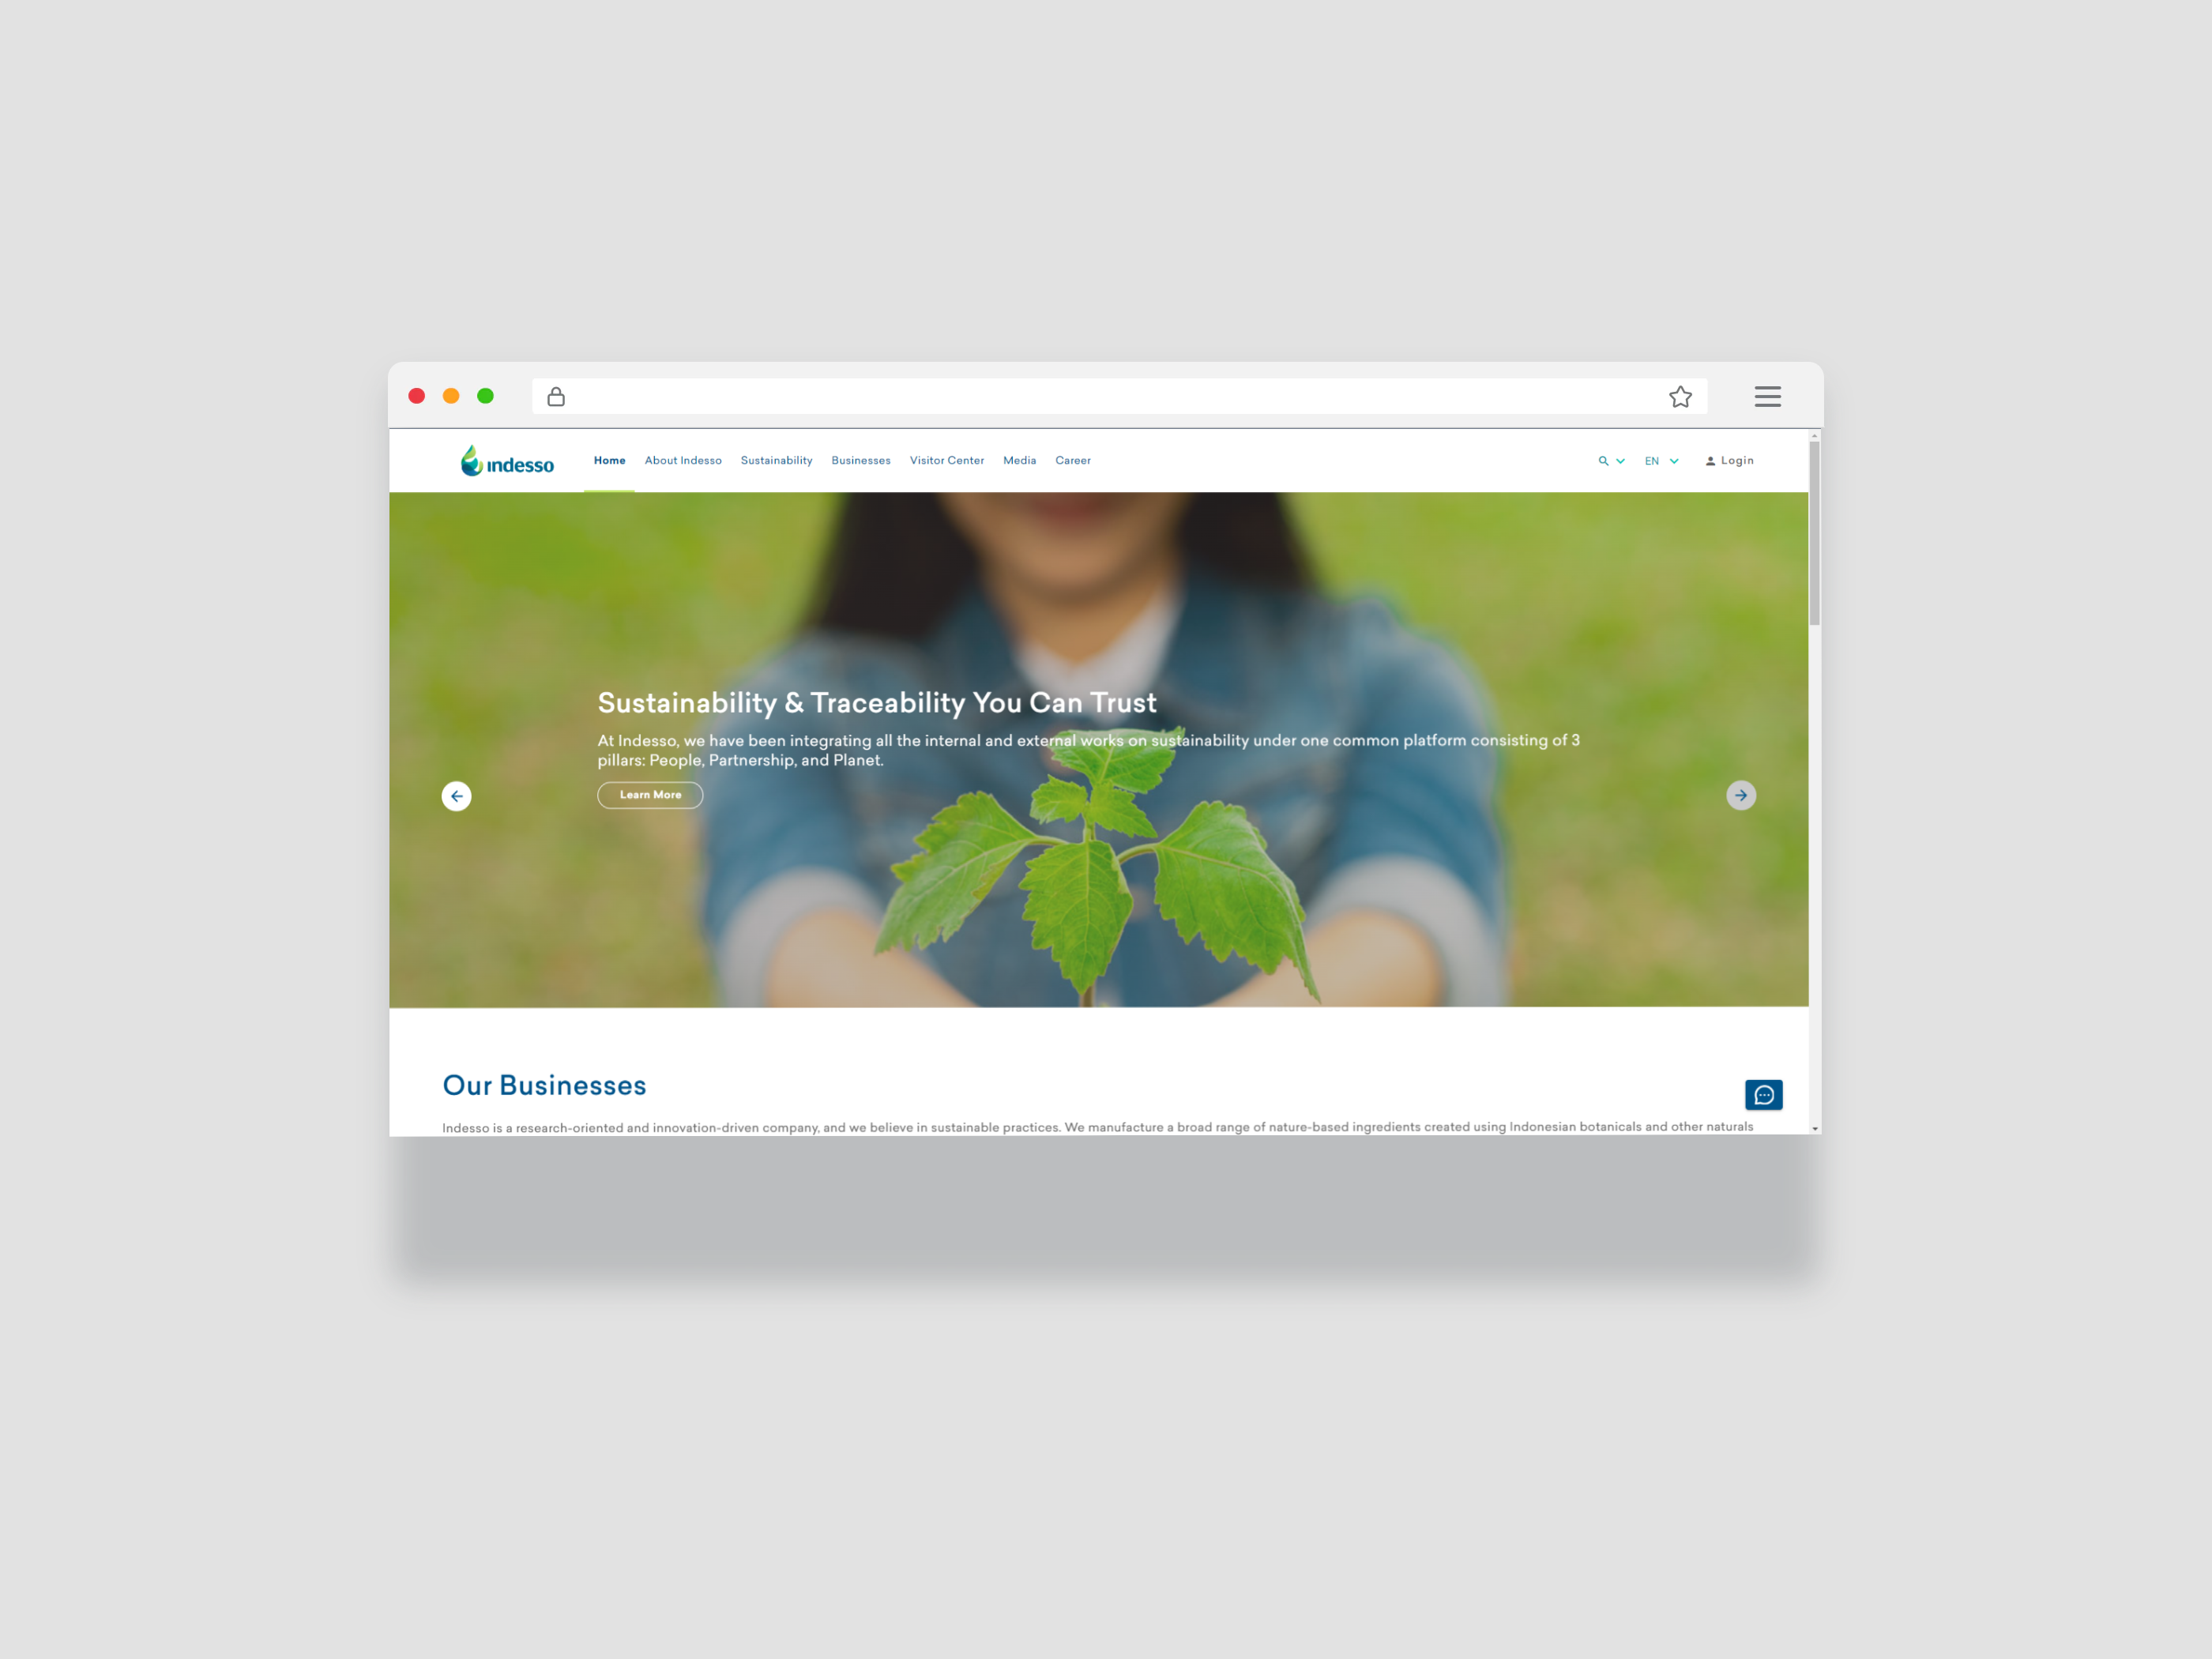 indesso
Home About Indesso Sustainability Businesses Visitor Center Media Career EN Login
Sustainability & Traceability You Can Trust
At Indesso, we have been integrating all the internal and external works on sustainability under one common platform consisting of 3
pillars: People, Partnership, and Planet.
Learn More
Our Businesses
Indesso is a research-oriented and innovation-driven company, and we believe in sustainable practices. We manufacture a broad range of nature-based ingredients created using Indonesian botanicals and other naturals